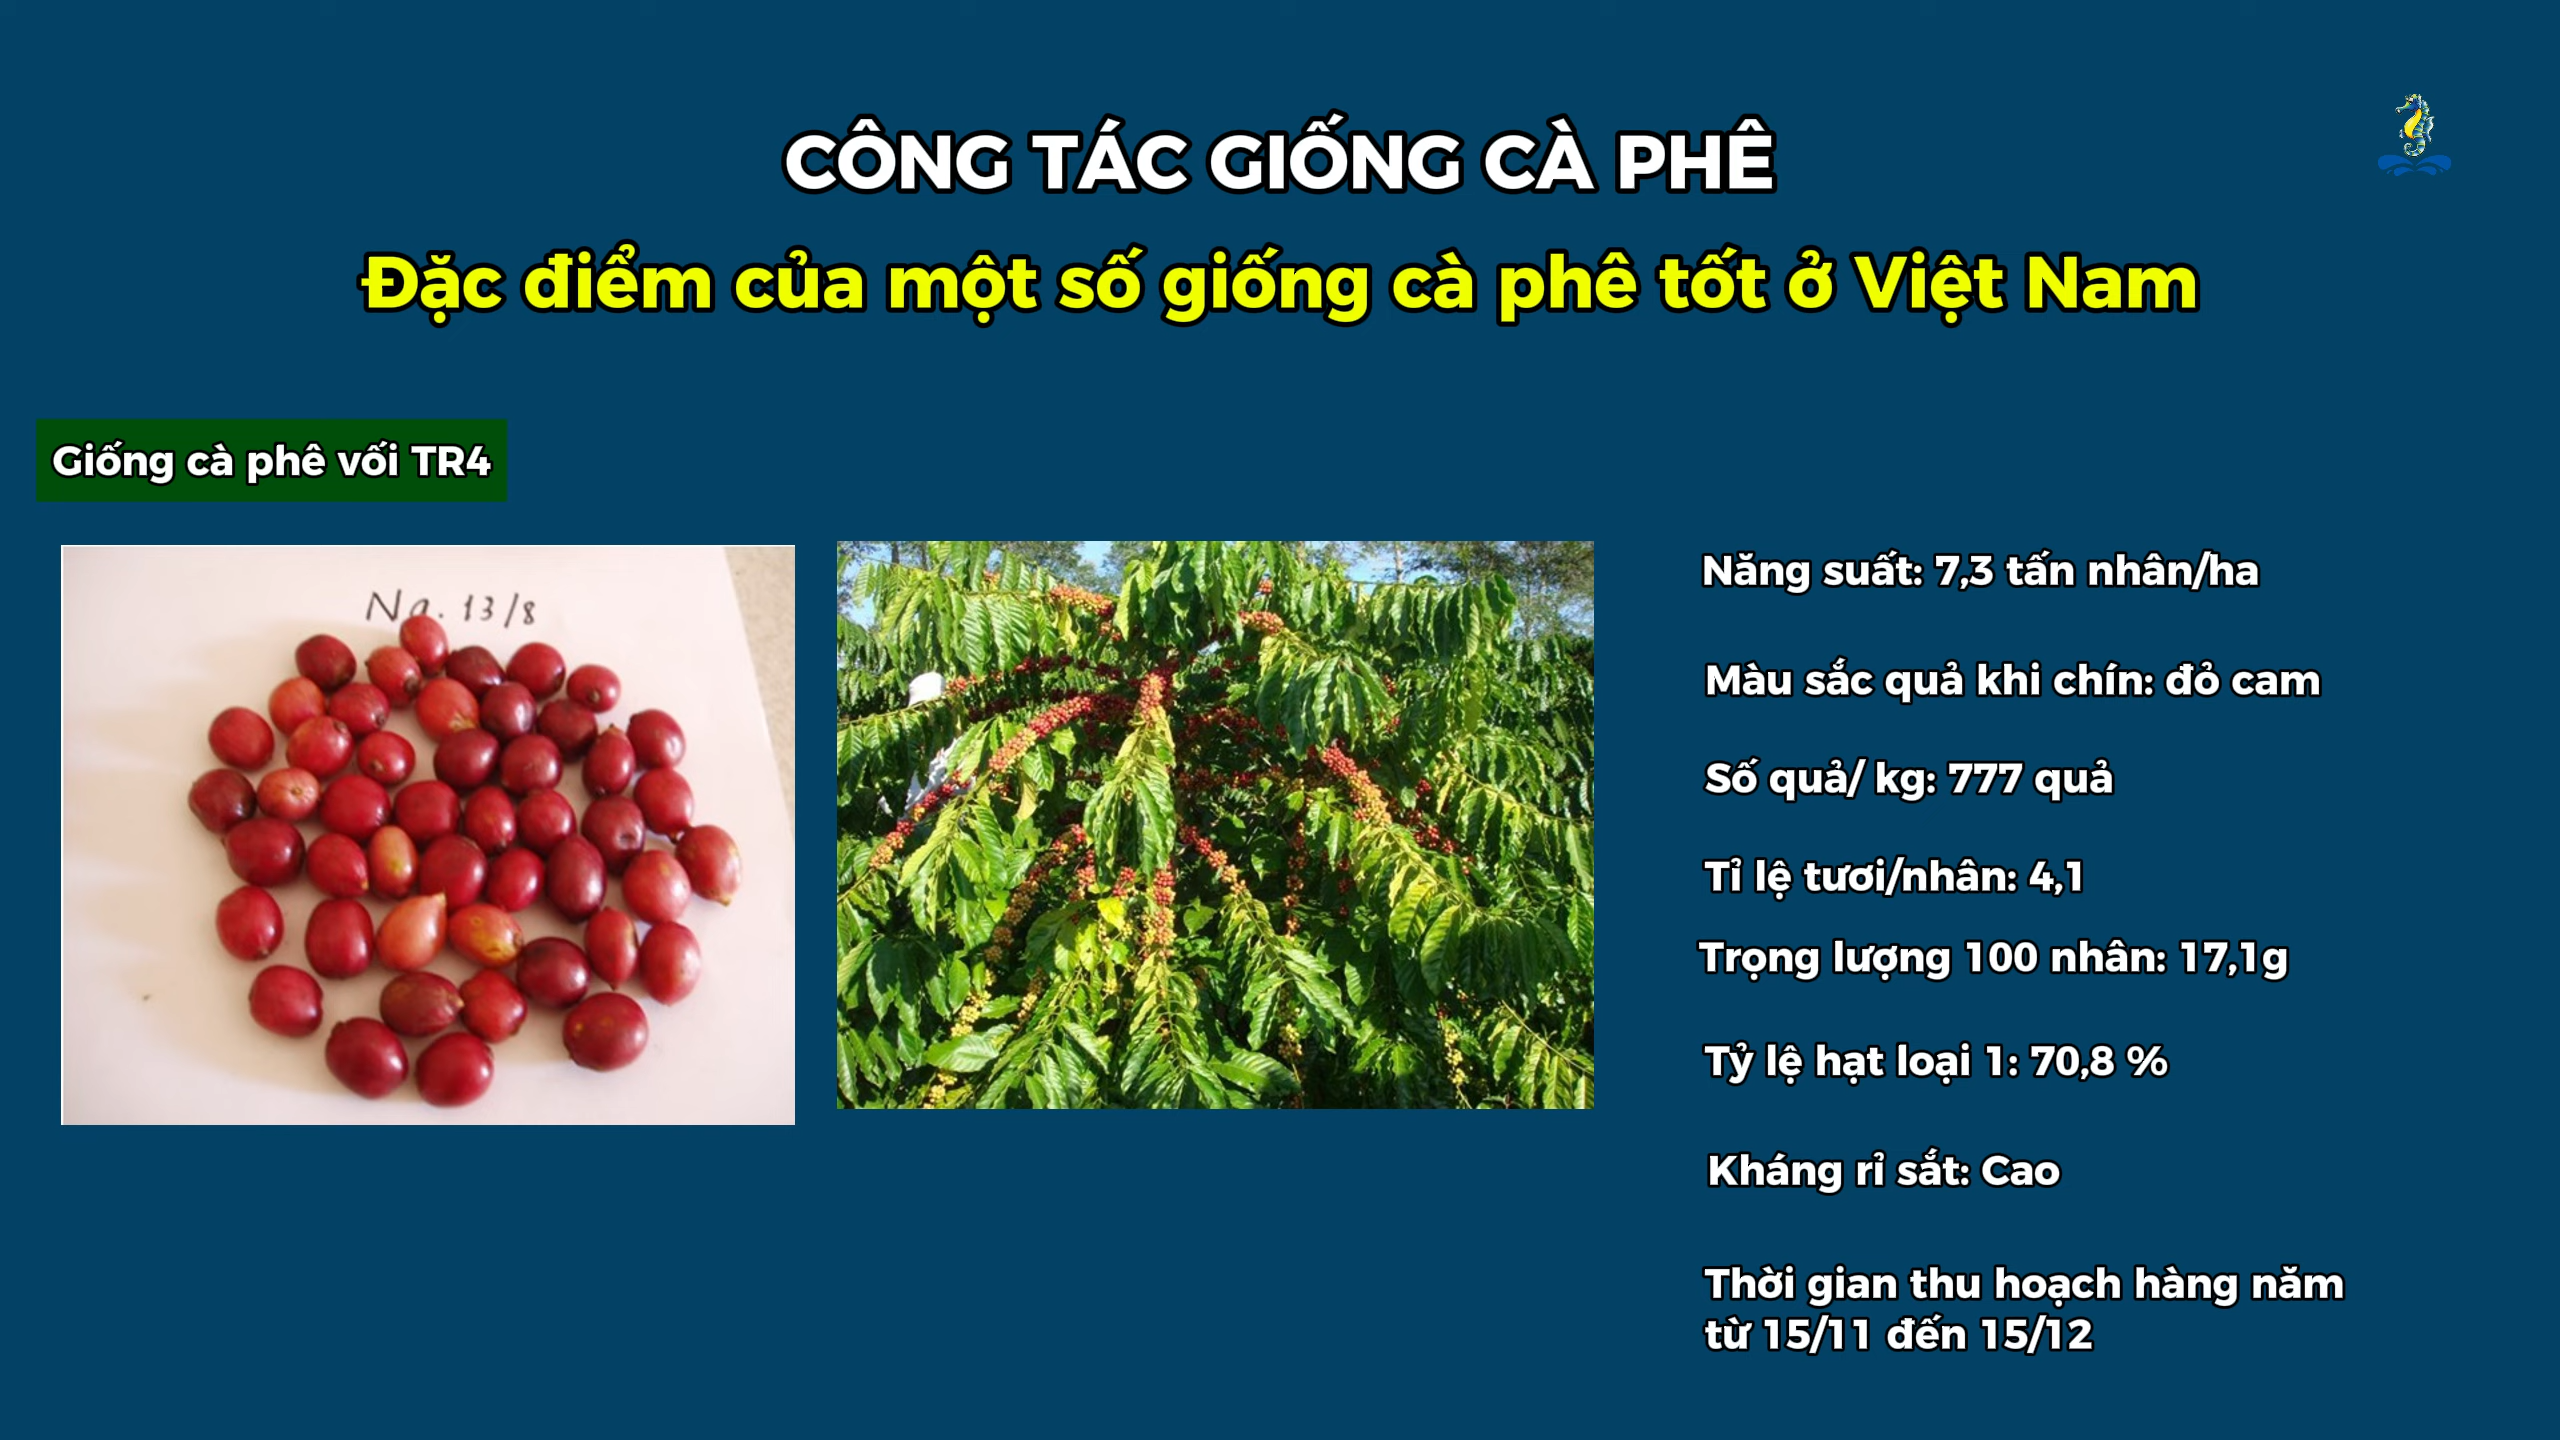 CÔNG TÁC GIỐNG CÀ PHÊ
Đặc điểm của một số giống cà phê tốt ở Việt Nam
Giống cà phê vối TR4
Na. 13/8
Năng suất: 7,3 tấn nhân/ha
Màu sắc quả khi chín: đỏ cam
Số quả/ kg: 777 quả
Tỉ lệ tươi/nhân: 4,1
Trọng lượng 100 nhân: 17,1g
Tỷ lệ hạt loại 1: 70,8 %
Kháng rỉ sắt: Cao
Thời gian thu hoạch hàng năm
từ 15/11 đến 15/12